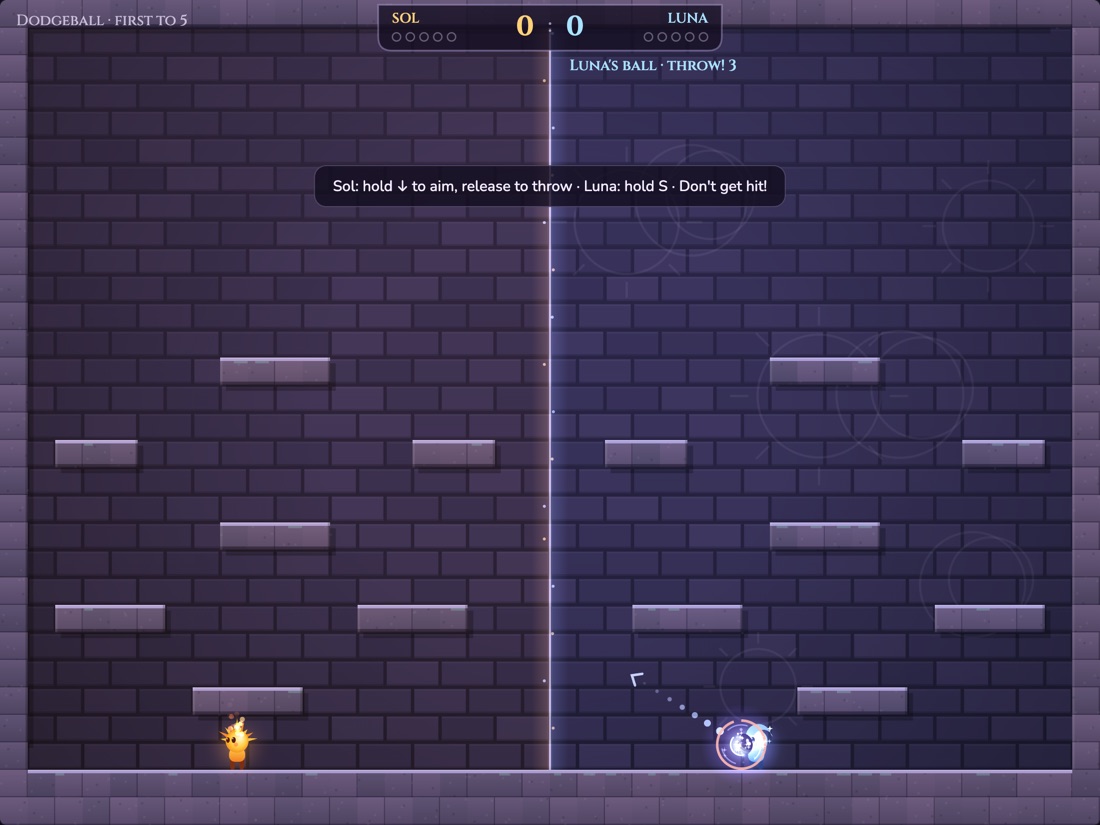 Dodgeball · first to 5
SOL
0 : 0
LUNA
Luna's ball · throw! 3
Sol: hold ↓ to aim, release to throw · Luna: hold S · Don't get hit!